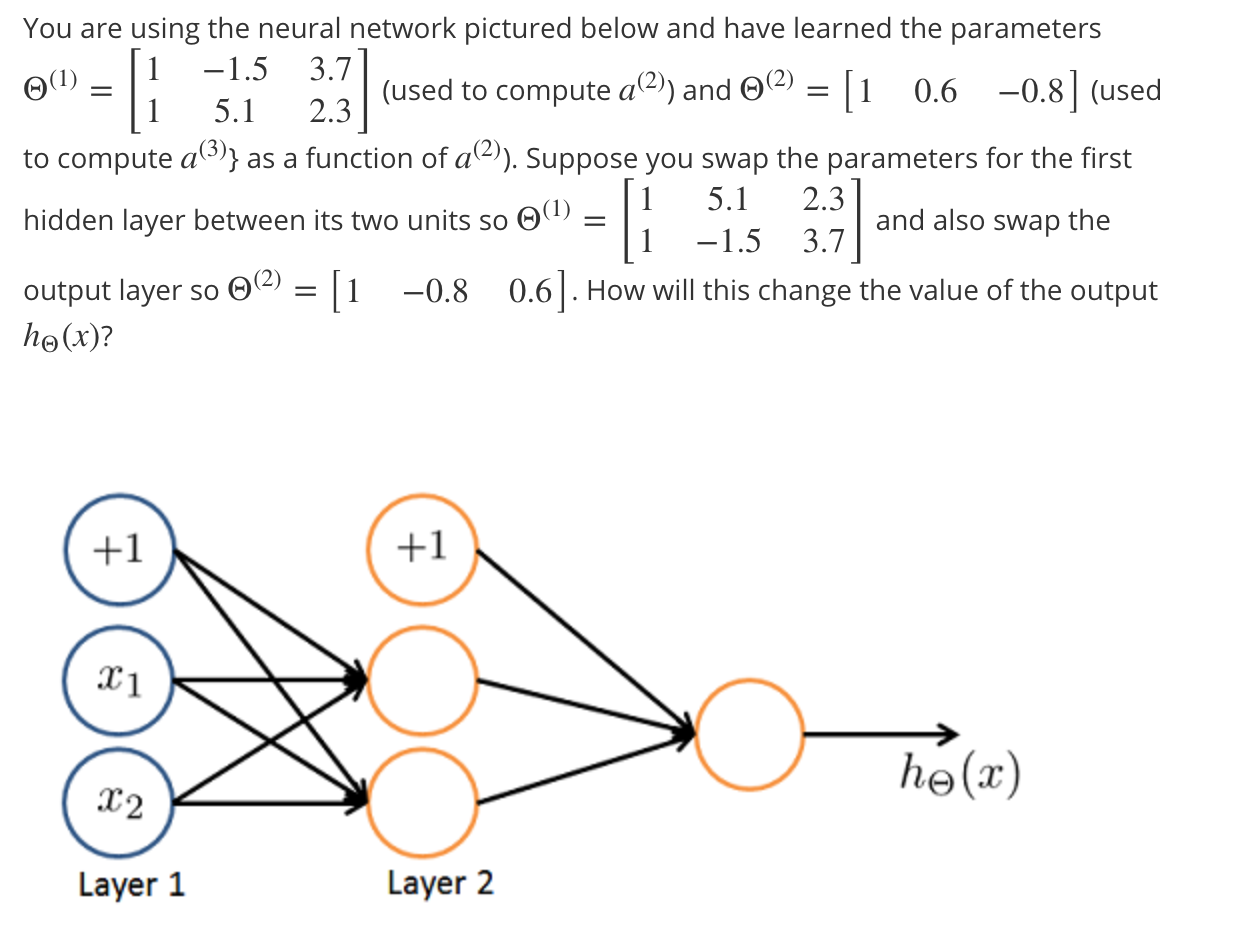 You are using the neural network pictured below and have learned the parameters
Θ⁽¹⁾ = [1 −1.5 3.7; 1 5.1 2.3] (used to compute a⁽²⁾) and Θ⁽²⁾ = [1 0.6 −0.8] (used
to compute a⁽³⁾} as a function of a⁽²⁾). Suppose you swap the parameters for the first
hidden layer between its two units so Θ⁽¹⁾ = [1 5.1 2.3; 1 −1.5 3.7] and also swap the
output layer so Θ⁽²⁾ = [1 −0.8 0.6]. How will this change the value of the output
hΘ(x)?
+1 +1
x1
x2
hΘ(x)
Layer 1 Layer 2